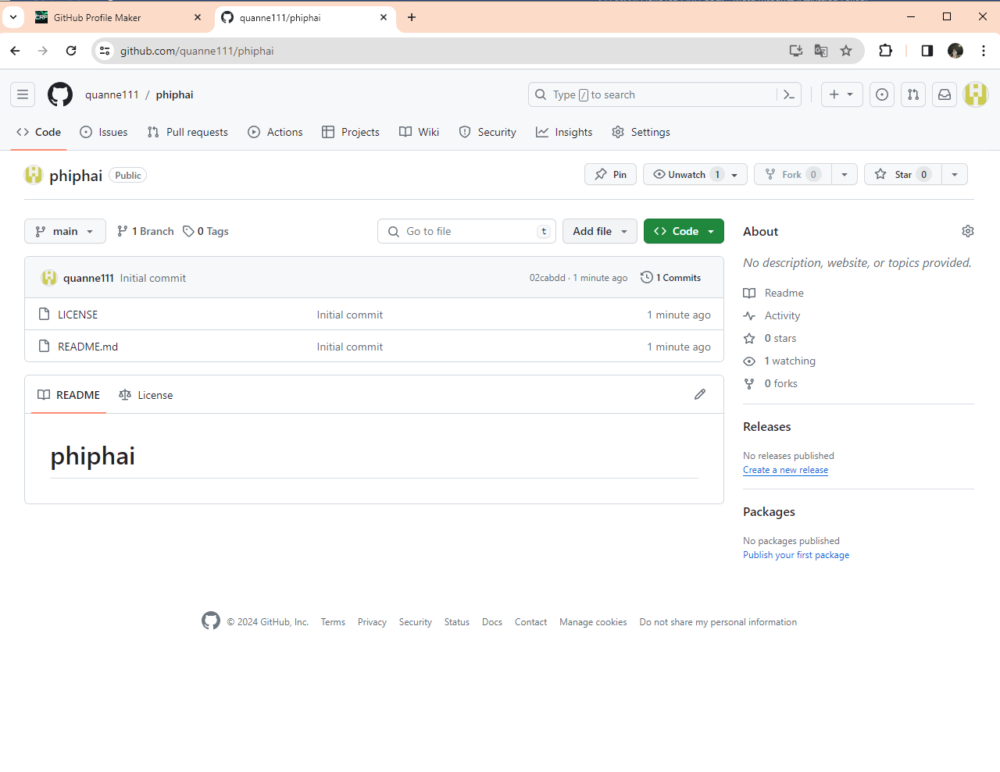 GitHub Profile Maker
quanne111/phiphai
github.com/quanne111/phiphai
quanne111 / phiphai
Type / to search
Code Issues Pull requests Actions Projects Wiki Security Insights Settings
phiphai Public
Pin Unwatch 1 Fork 0 Star 0
main 1 Branch 0 Tags Go to file t Add file Code
quanne111 Initial commit 02cabdd · 1 minute ago 1 Commits
LICENSE Initial commit 1 minute ago
README.md Initial commit 1 minute ago
README License
phiphai
About
No description, website, or topics provided.
Readme
Activity
0 stars
1 watching
0 forks
Releases
No releases published
Create a new release
Packages
No packages published
Publish your first package
© 2024 GitHub, Inc. Terms Privacy Security Status Docs Contact Manage cookies Do not share my personal information